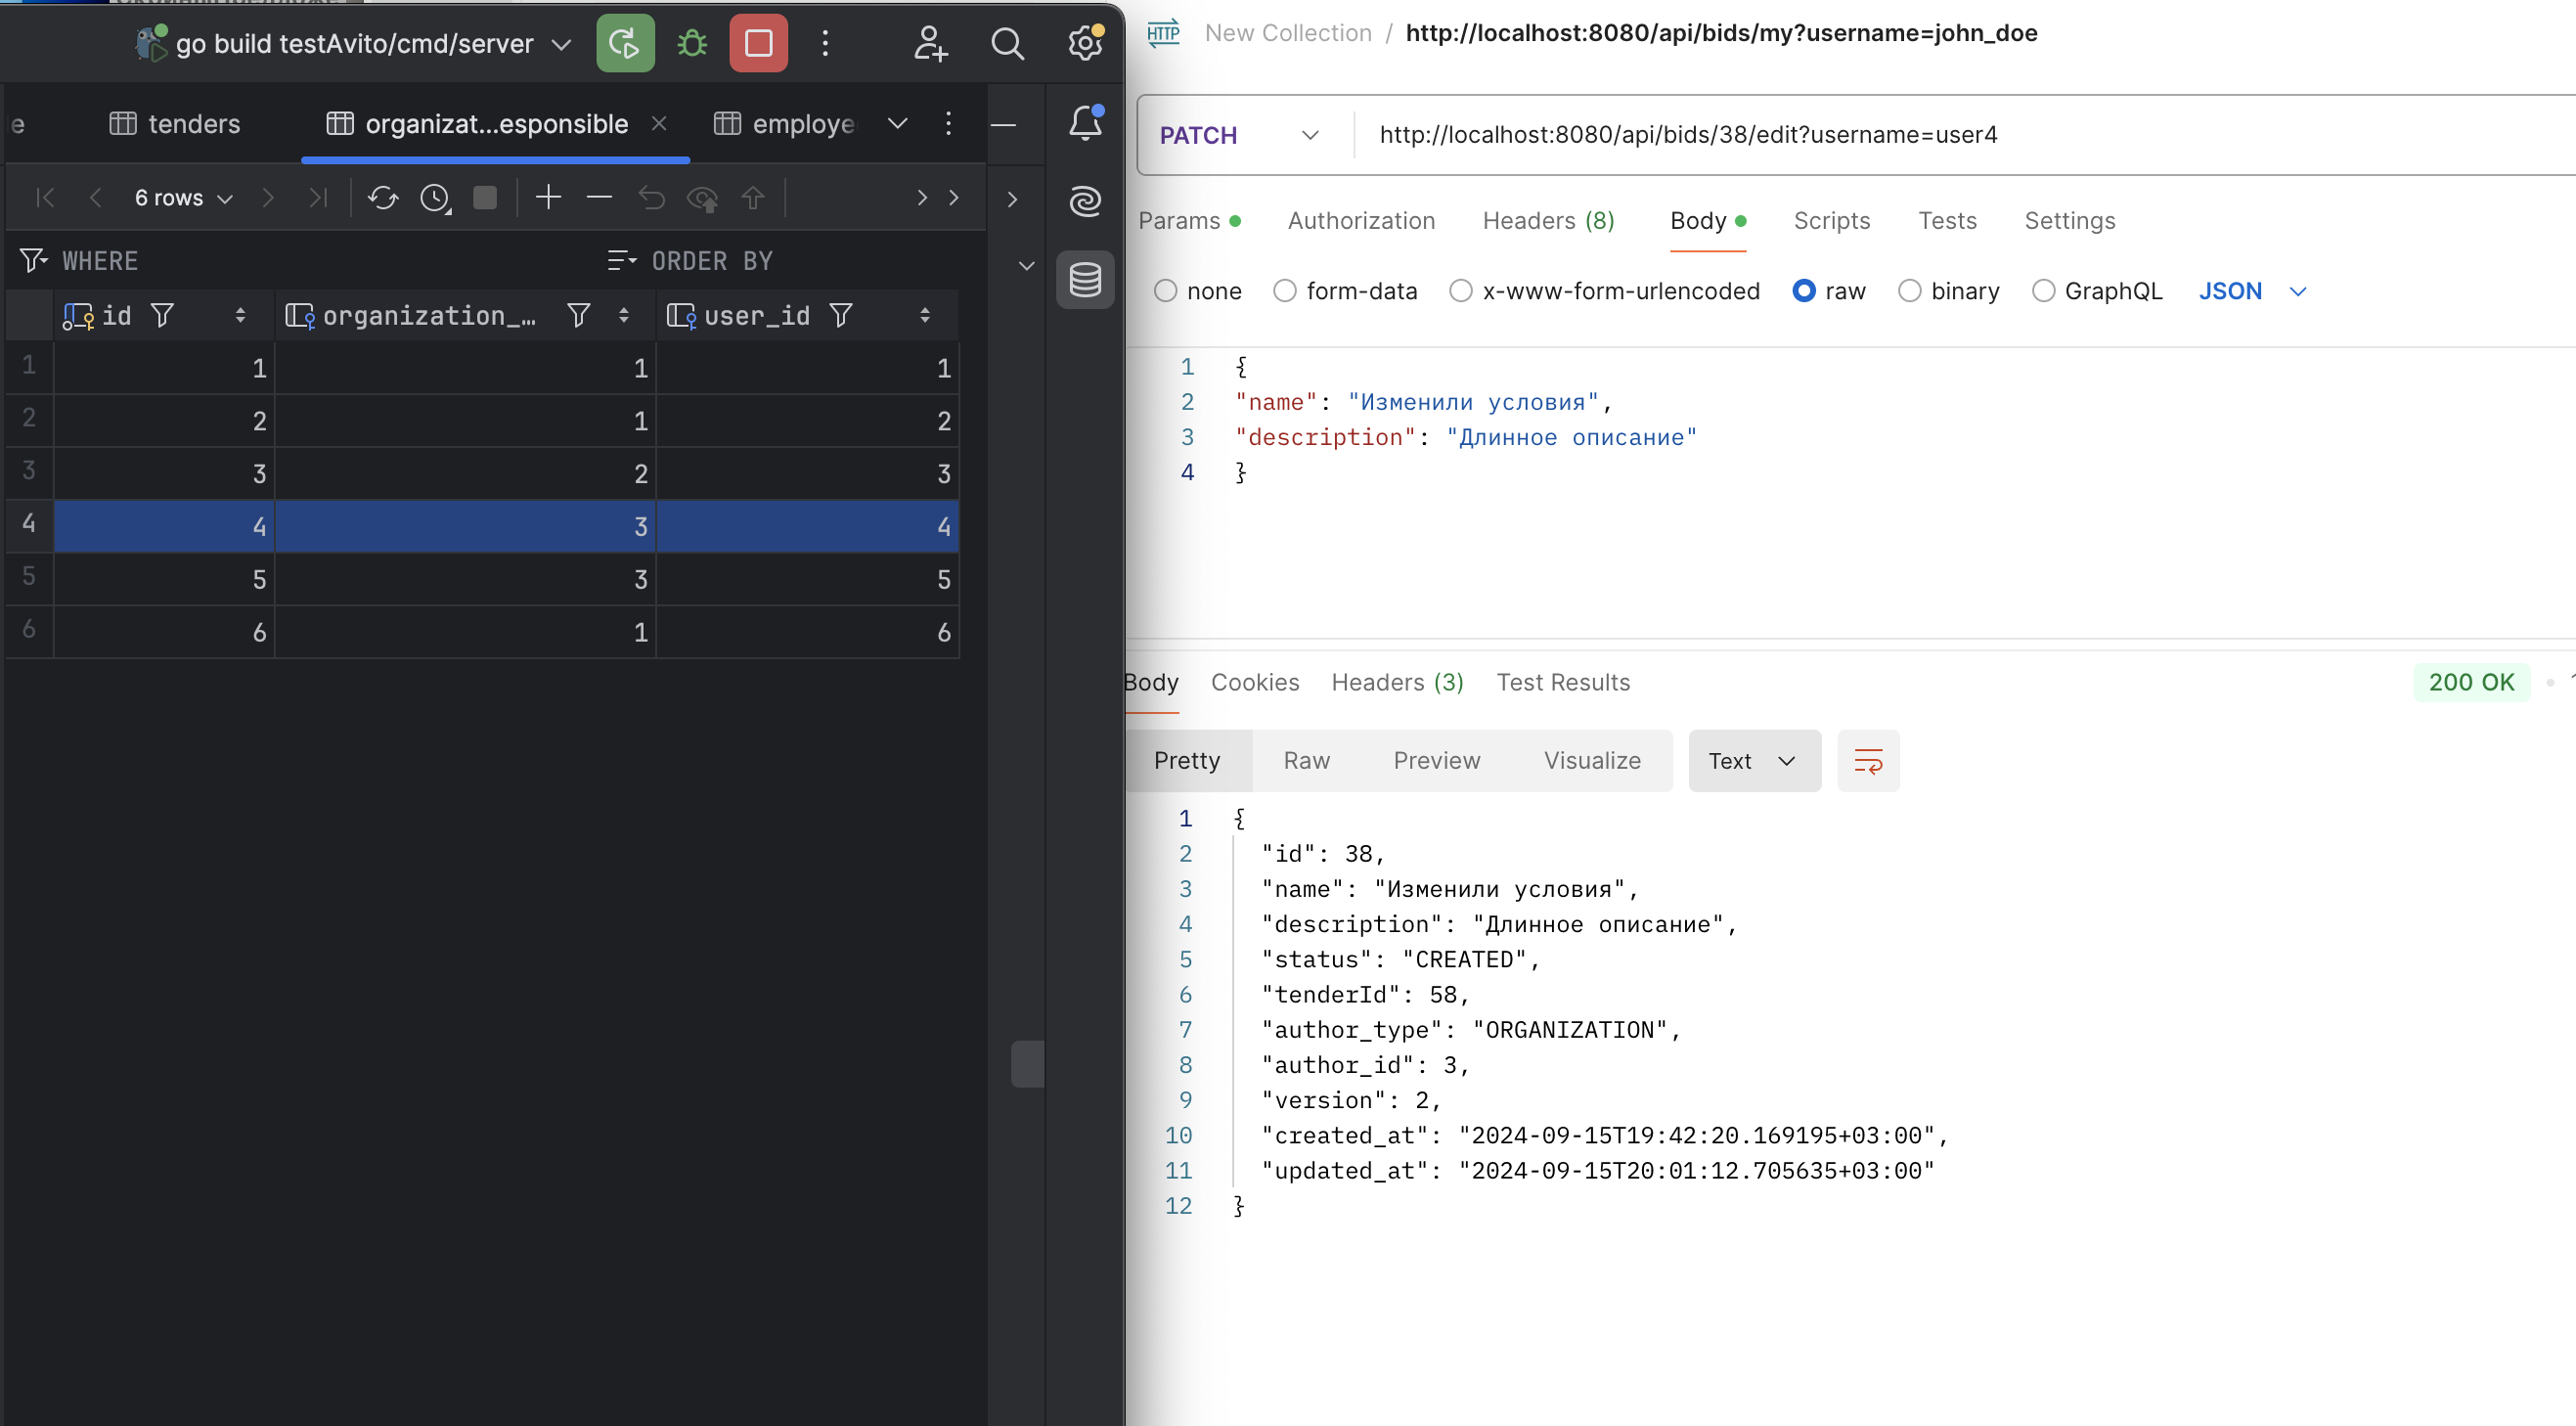 go build testAvito/cmd/server
e
tenders
organizat...esponsible
employe
6 rows
WHERE
ORDER BY
id
organization_...
user_id
1 1 1 1
2 2 1 2
3 3 2 3
4 4 3 4
5 5 3 5
6 6 1 6
HTTP New Collection / http://localhost:8080/api/bids/my?username=john_doe
PATCH http://localhost:8080/api/bids/38/edit?username=user4
Params Authorization Headers (8) Body Scripts Tests Settings
none form-data x-www-form-urlencoded raw binary GraphQL JSON
1 {
2 "name": "Изменили условия",
3 "description": "Длинное описание"
4 }
Body Cookies Headers (3) Test Results 200 OK
Pretty Raw Preview Visualize Text
1 {
2 "id": 38,
3 "name": "Изменили условия",
4 "description": "Длинное описание",
5 "status": "CREATED",
6 "tenderId": 58,
7 "author_type": "ORGANIZATION",
8 "author_id": 3,
9 "version": 2,
10 "created_at": "2024-09-15T19:42:20.169195+03:00",
11 "updated_at": "2024-09-15T20:01:12.705635+03:00"
12 }